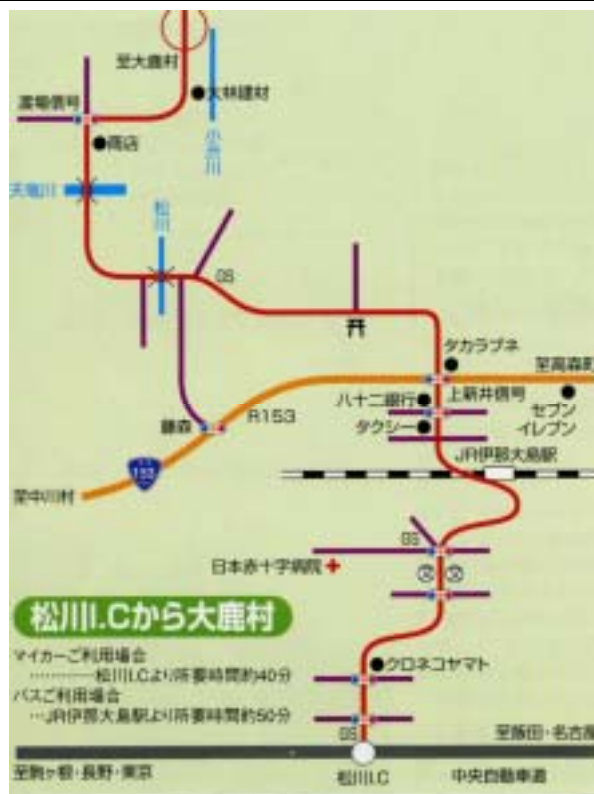 至大鹿村
大林建材
渡場信号
商店
小渋川
天竜川
松川
GS
タカラブネ
至高森町
八十二銀行
上新井信号
セブン
イレブン
タクシー
藤森
R153
JR伊那大島駅
153
至中川村
GS
日本赤十字病院
松川I.Cから大鹿村
マイカーご利用場合
…………松川I.Cより所要時間約40分
クロネコヤマト
バスご利用場合
…JR伊那大島駅より所要時間約50分
GS
至飯田・名古屋
至駒ヶ根・長野・東京
松川I.C
中央自動車道